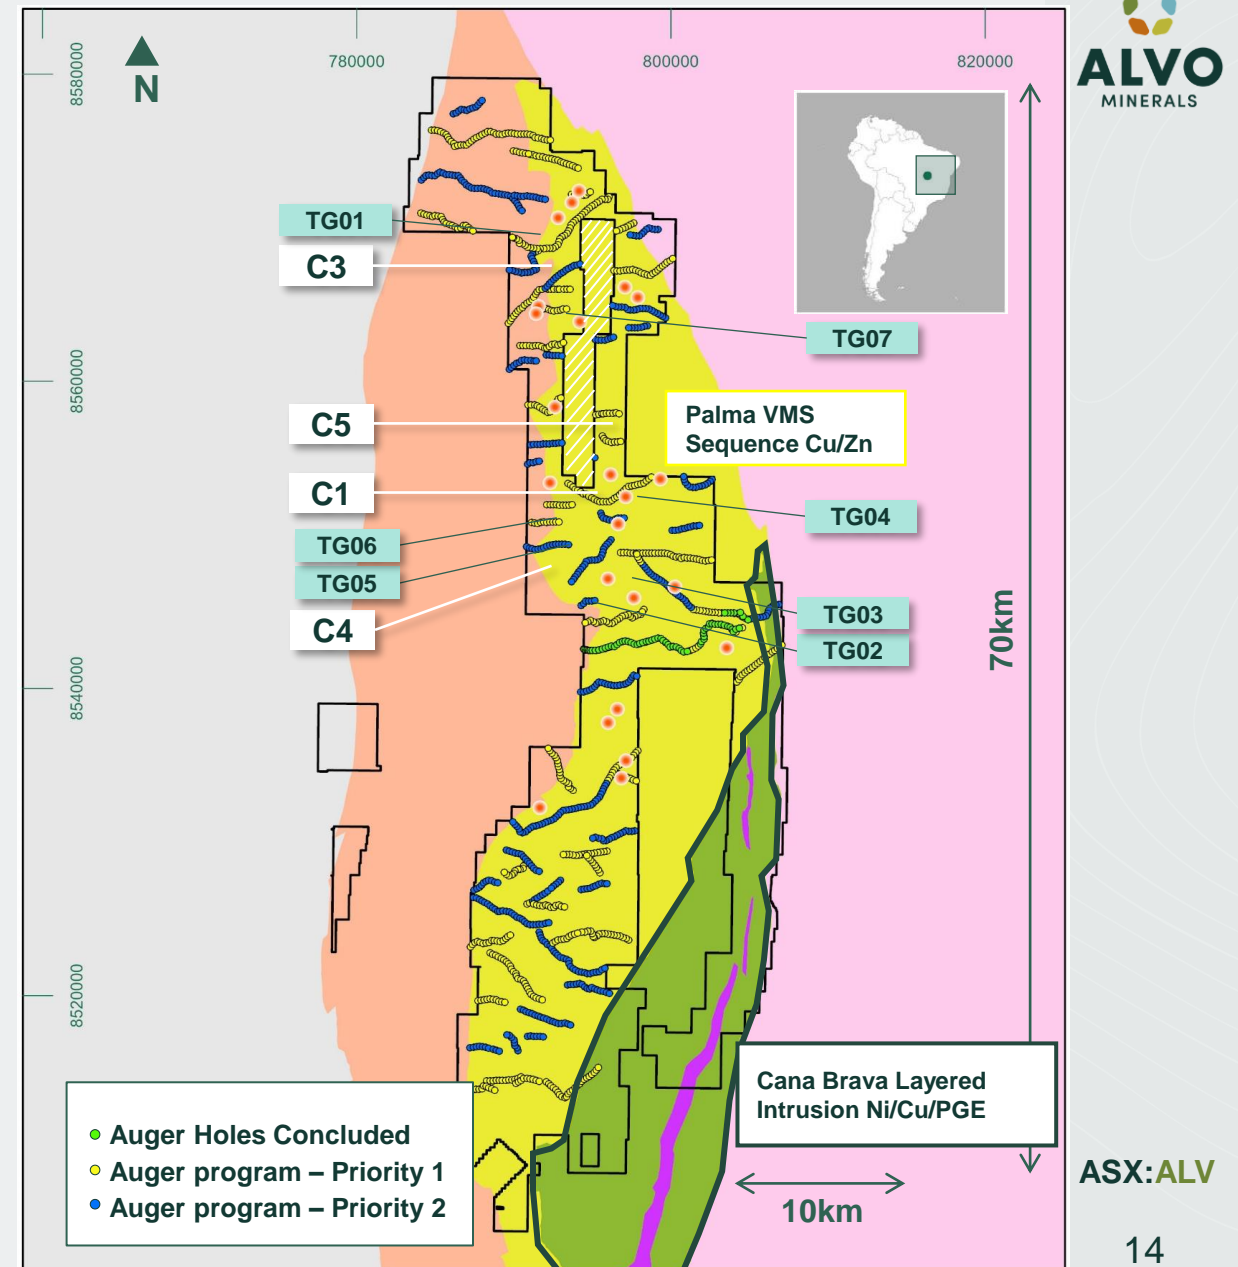 ALVO
MINERALS
780000
800000
820000
8580000
8560000
8540000
8520000
N
TG01
C3
TG07
C5
Palma VMS
Sequence Cu/Zn
C1
TG04
TG06
TG05
C4
TG03
TG02
70km
Cana Brava Layered
Intrusion Ni/Cu/PGE
10km
Auger Holes Concluded
Auger program – Priority 1
Auger program – Priority 2
ASX:ALV
14